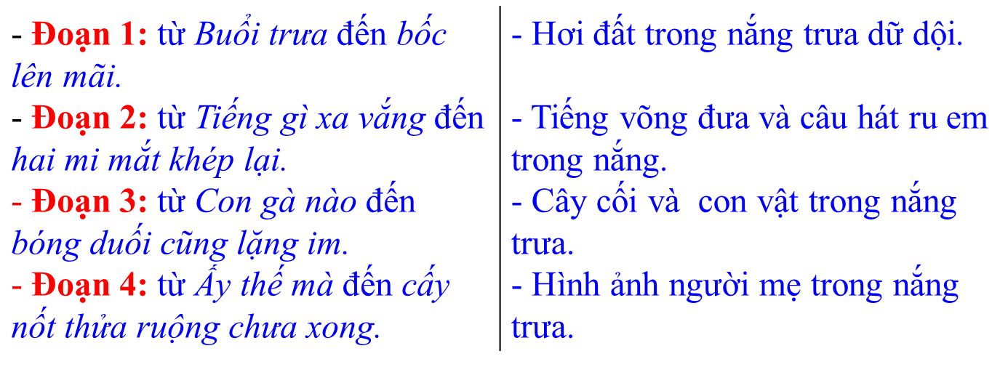 - Đoạn 1: từ Buổi trưa đến bốc
lên mãi.
- Đoạn 2: từ Tiếng gì xa vắng đến
hai mi mắt khép lại.
- Đoạn 3: từ Con gà nào đến
bóng duối cũng lặng im.
- Đoạn 4: từ Ấy thế mà đến cấy
nốt thửa ruộng chưa xong.
- Hơi đất trong nắng trưa dữ dội.
- Tiếng võng đưa và câu hát ru em
trong nắng.
- Cây cối và con vật trong nắng
trưa.
- Hình ảnh người mẹ trong nắng
trưa.